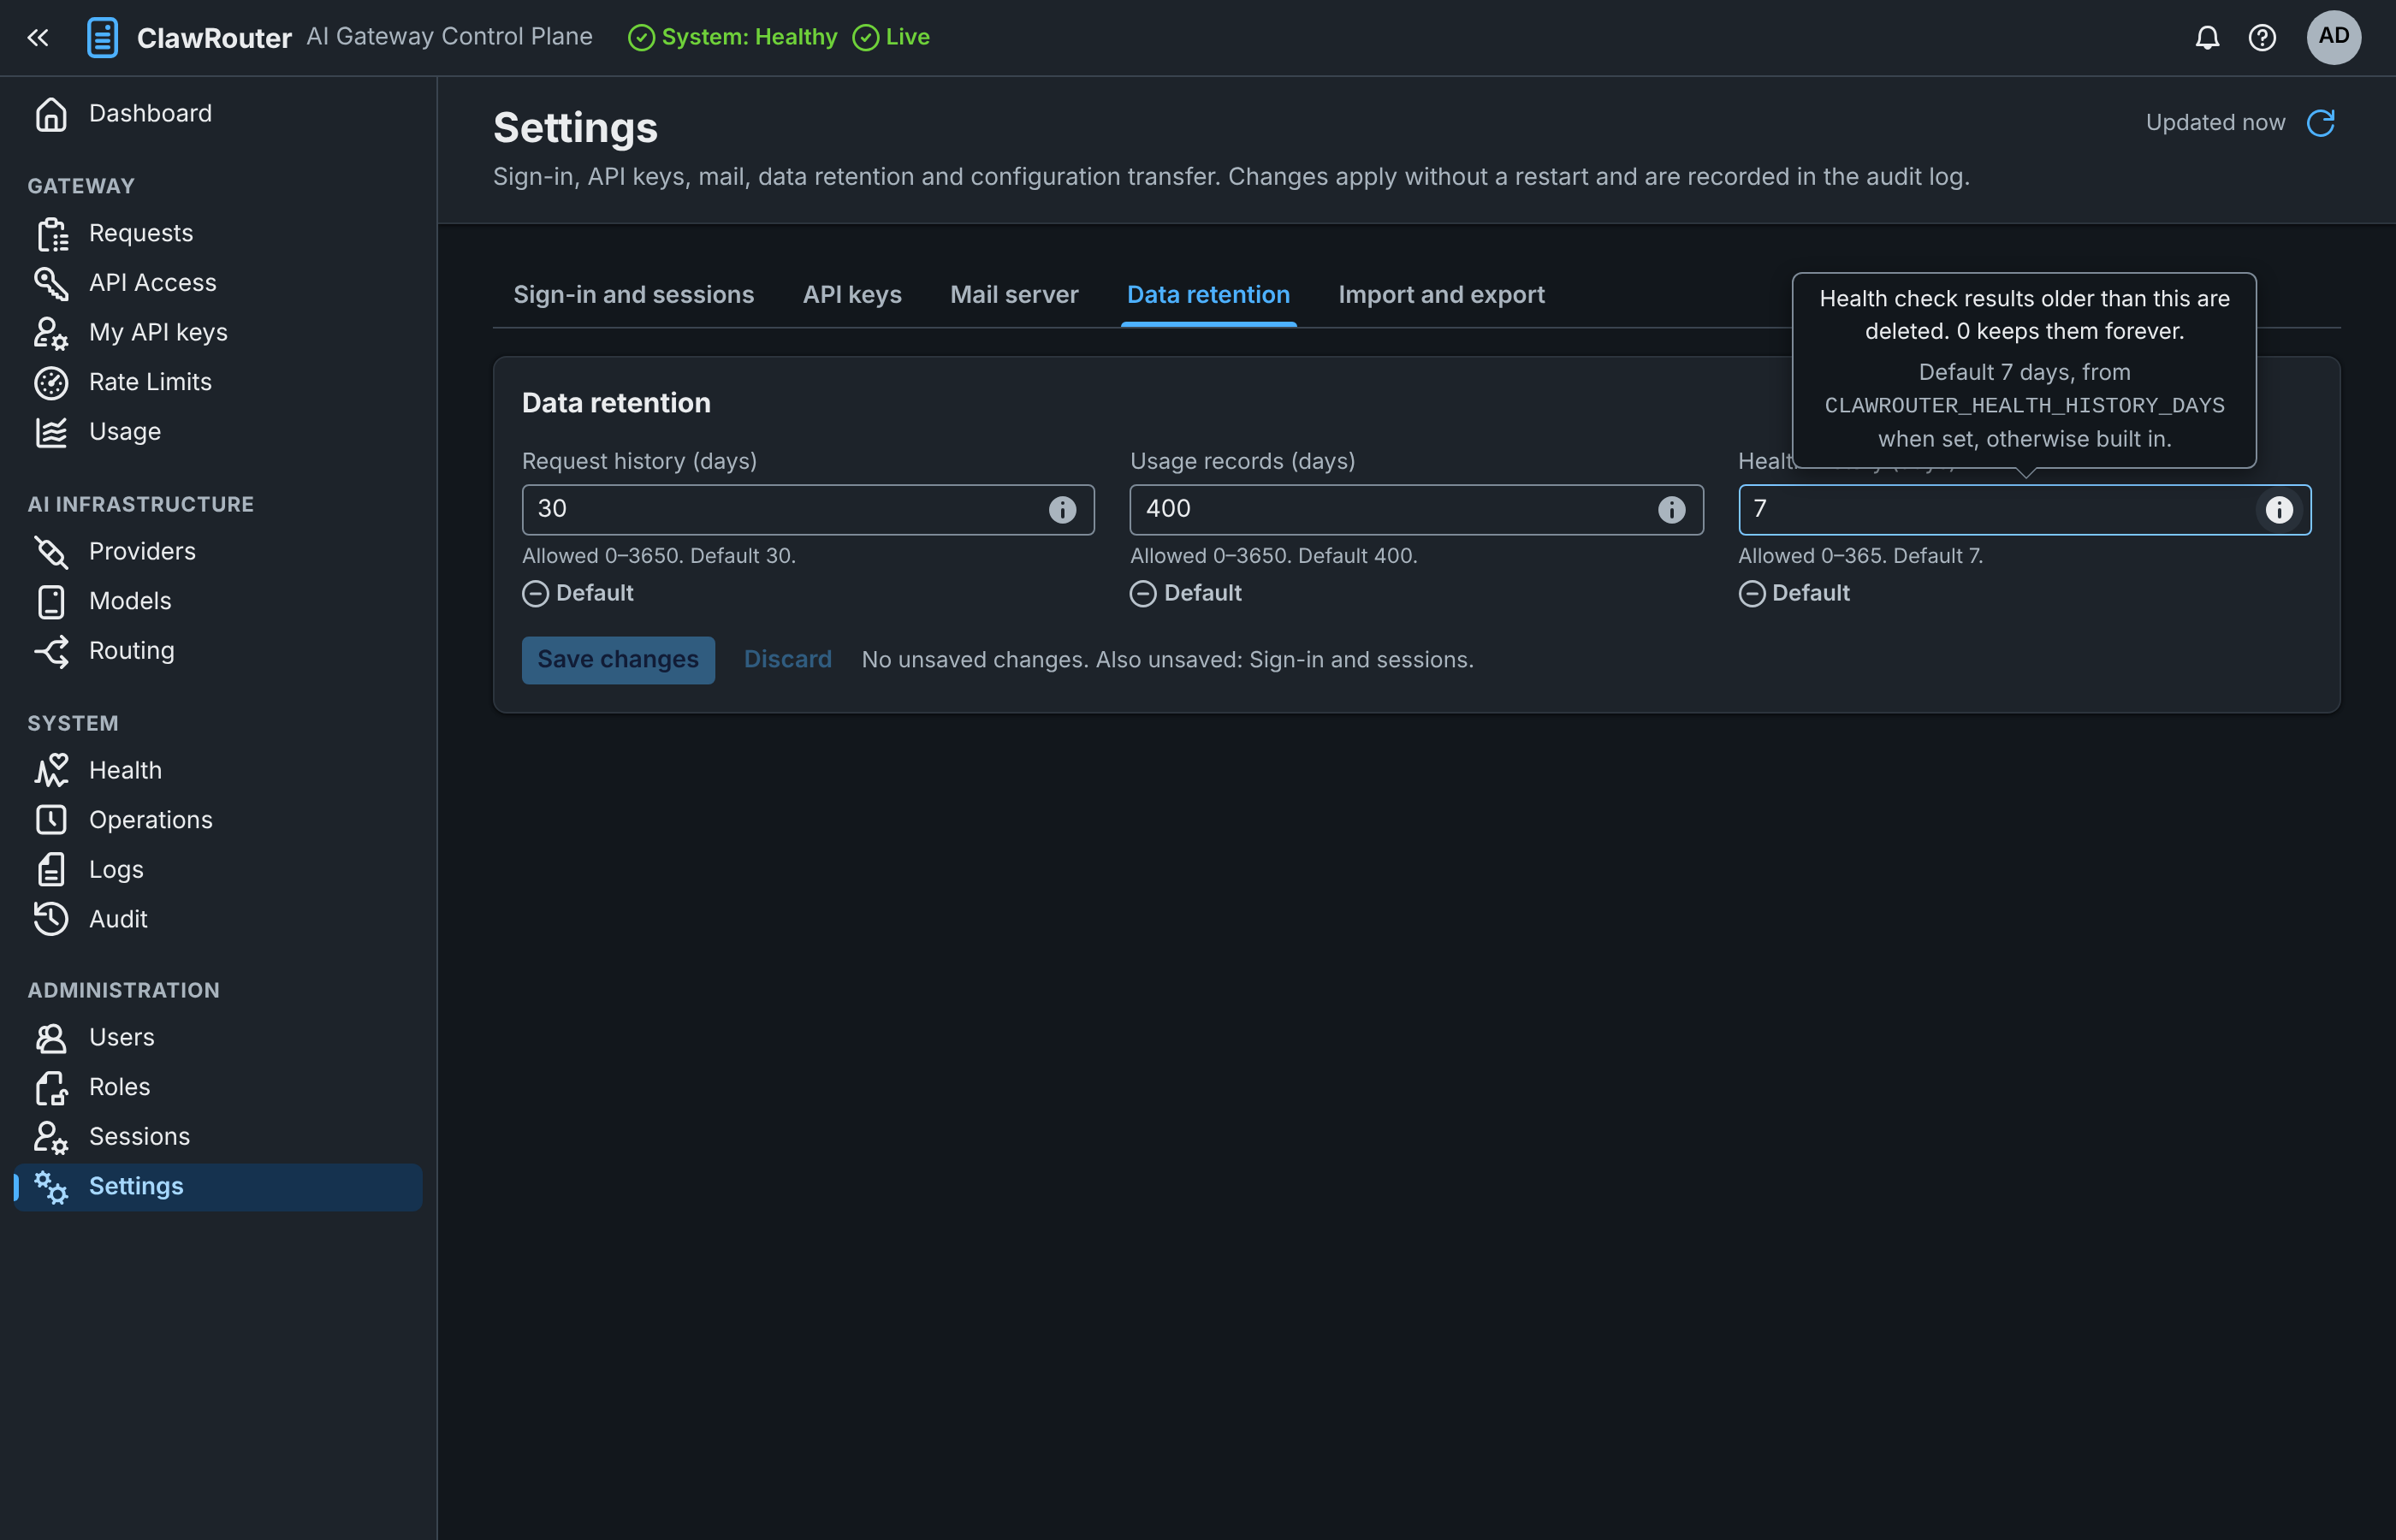 ClawRouter AI Gateway Control Plane System: Healthy Live AD
Dashboard
GATEWAY
Requests
API Access
My API keys
Rate Limits
Usage
AI INFRASTRUCTURE
Providers
Models
Routing
SYSTEM
Health
Operations
Logs
Audit
ADMINISTRATION
Users
Roles
Sessions
Settings
Settings
Updated now
Sign-in, API keys, mail, data retention and configuration transfer. Changes apply without a restart and are recorded in the audit log.
Sign-in and sessions API keys Mail server Data retention Import and export
Health check results older than this are
deleted. 0 keeps them forever.
Default 7 days, from
CLAWROUTER_HEALTH_HISTORY_DAYS
when set, otherwise built in.
Data retention
Request history (days) Usage records (days)
30 400 7
Allowed 0–3650. Default 30. Allowed 0–3650. Default 400. Allowed 0–365. Default 7.
Default Default Default
Save changes Discard No unsaved changes. Also unsaved: Sign-in and sessions.